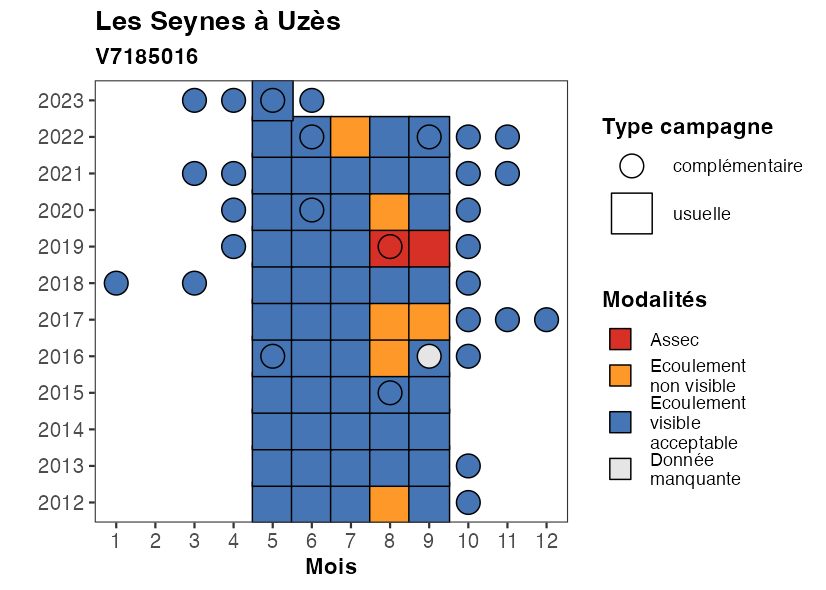 Les Seynes à Uzès
V7185016
2023
2022
2021
2020
2019
2018
2017
2016
2015
2014
2013
2012
1 2 3 4 5 6 7 8 9 10 11 12
Mois
Type campagne
complémentaire
usuelle
Modalités
Assec
Ecoulement
non visible
Ecoulement
visible
acceptable
Donnée
manquante